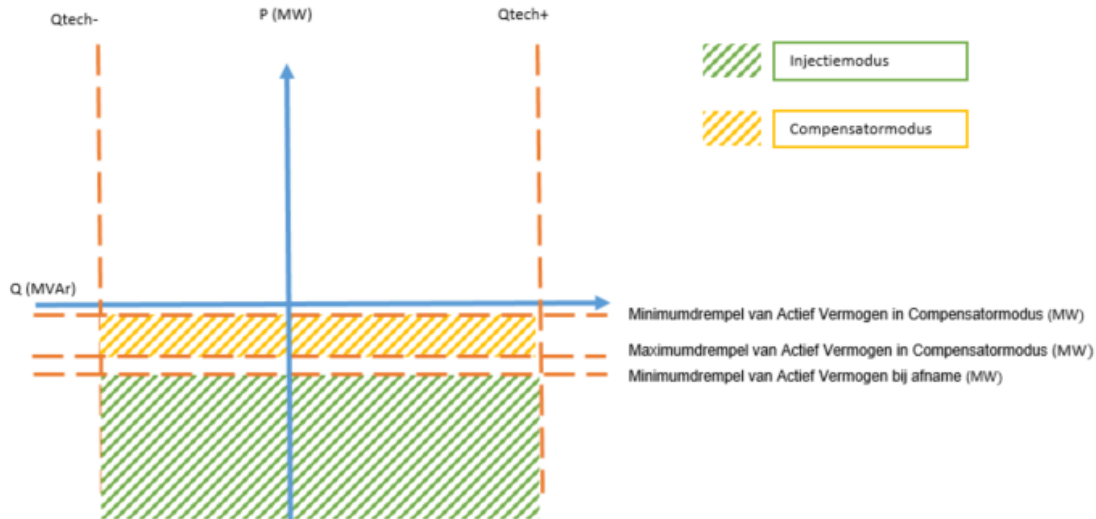 Qtech-
P (MW)
Qtech+
Injectiemodus
Compensatormodus
Q (MVAr)
Minimumdrempel van Actief Vermogen in Compensatormodus (MW)
Maximumdrempel van Actief Vermogen in Compensatormodus (MW)
Minimumdrempel van Actief Vermogen bij afname (MW)